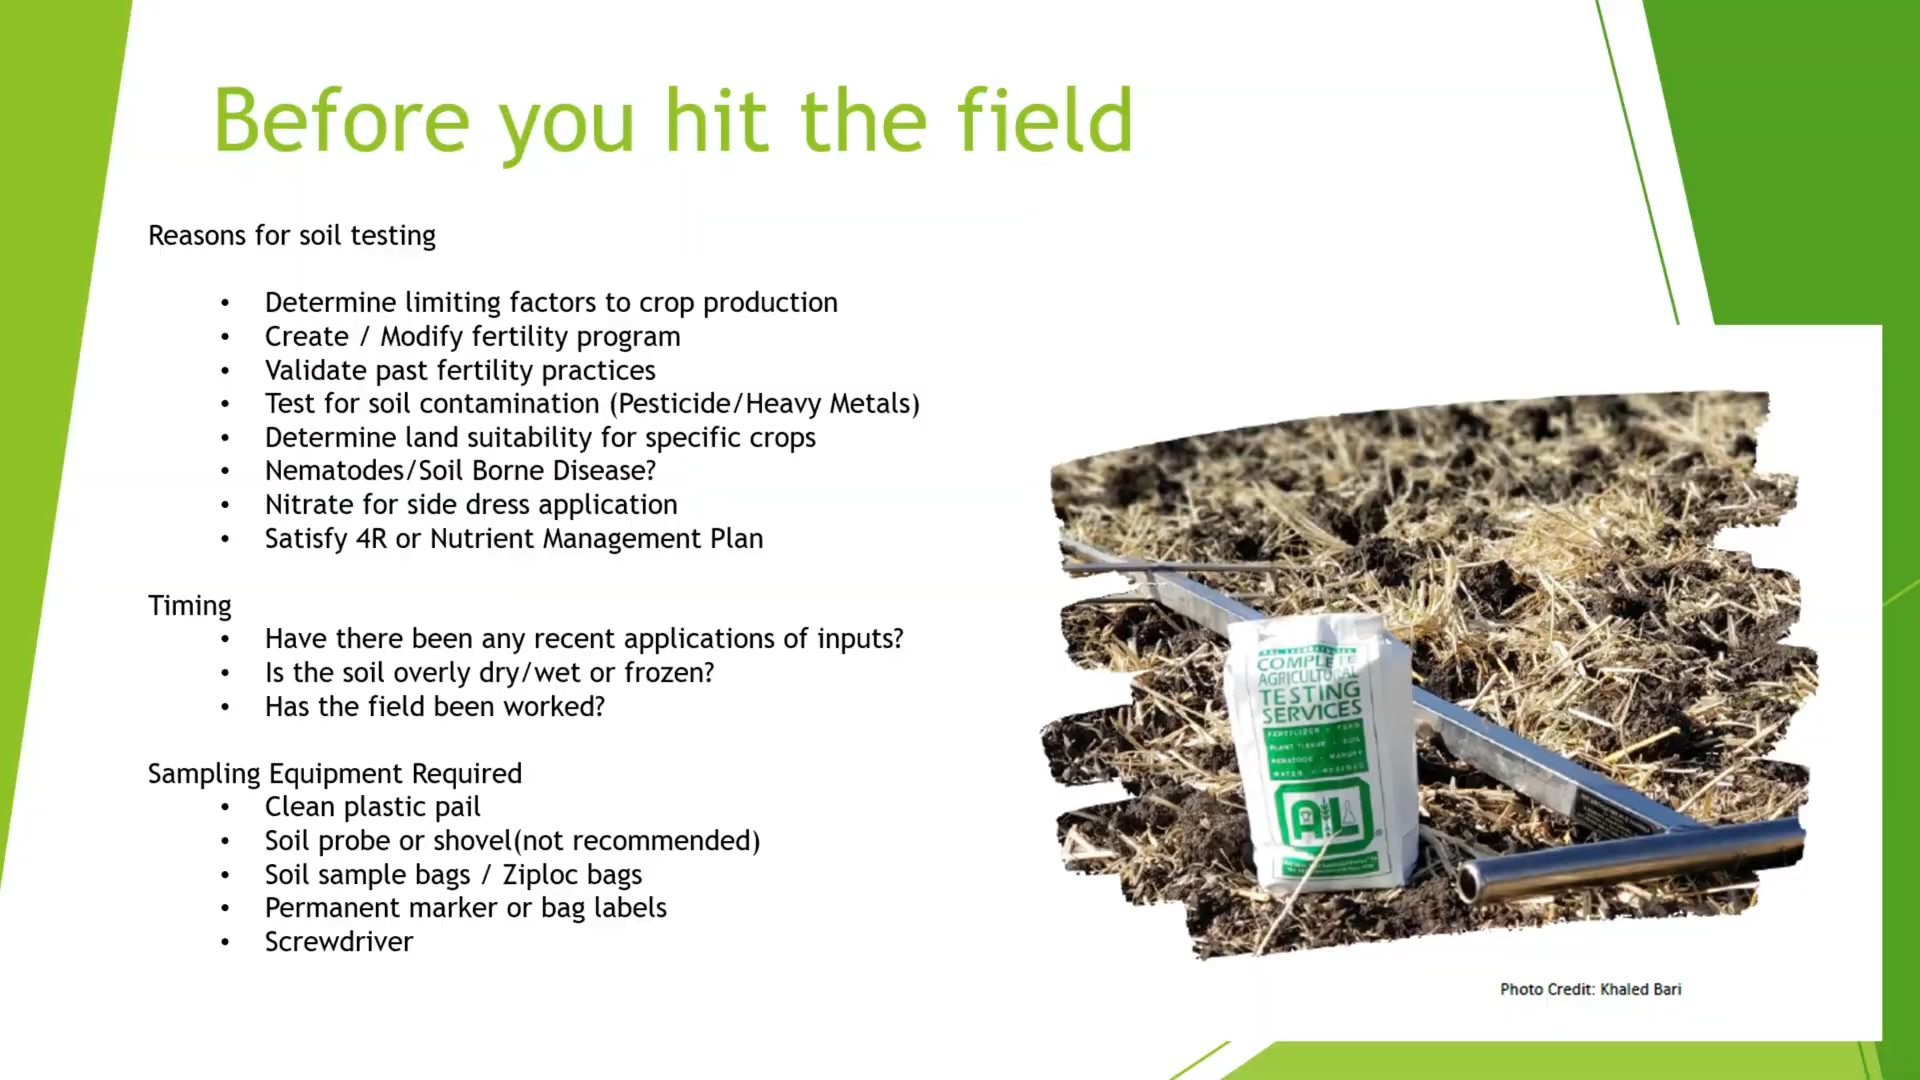 Before you hit the field
Reasons for soil testing
• Determine limiting factors to crop production
• Create / Modify fertility program
• Validate past fertility practices
• Test for soil contamination (Pesticide/Heavy Metals)
• Determine land suitability for specific crops
• Nematodes/Soil Borne Disease?
• Nitrate for side dress application
• Satisfy 4R or Nutrient Management Plan
Timing
• Have there been any recent applications of inputs?
• Is the soil overly dry/wet or frozen?
• Has the field been worked?
Sampling Equipment Required
• Clean plastic pail
• Soil probe or shovel(not recommended)
• Soil sample bags / Ziploc bags
• Permanent marker or bag labels
• Screwdriver
COMPLETE
AGRICULTURAL
TESTING
SERVICES
FERTILIZER • FEED
PLANT TISSUE • SOIL
NEMATODE • MANURE
WATER
A L
Photo Credit: Khaled Bari